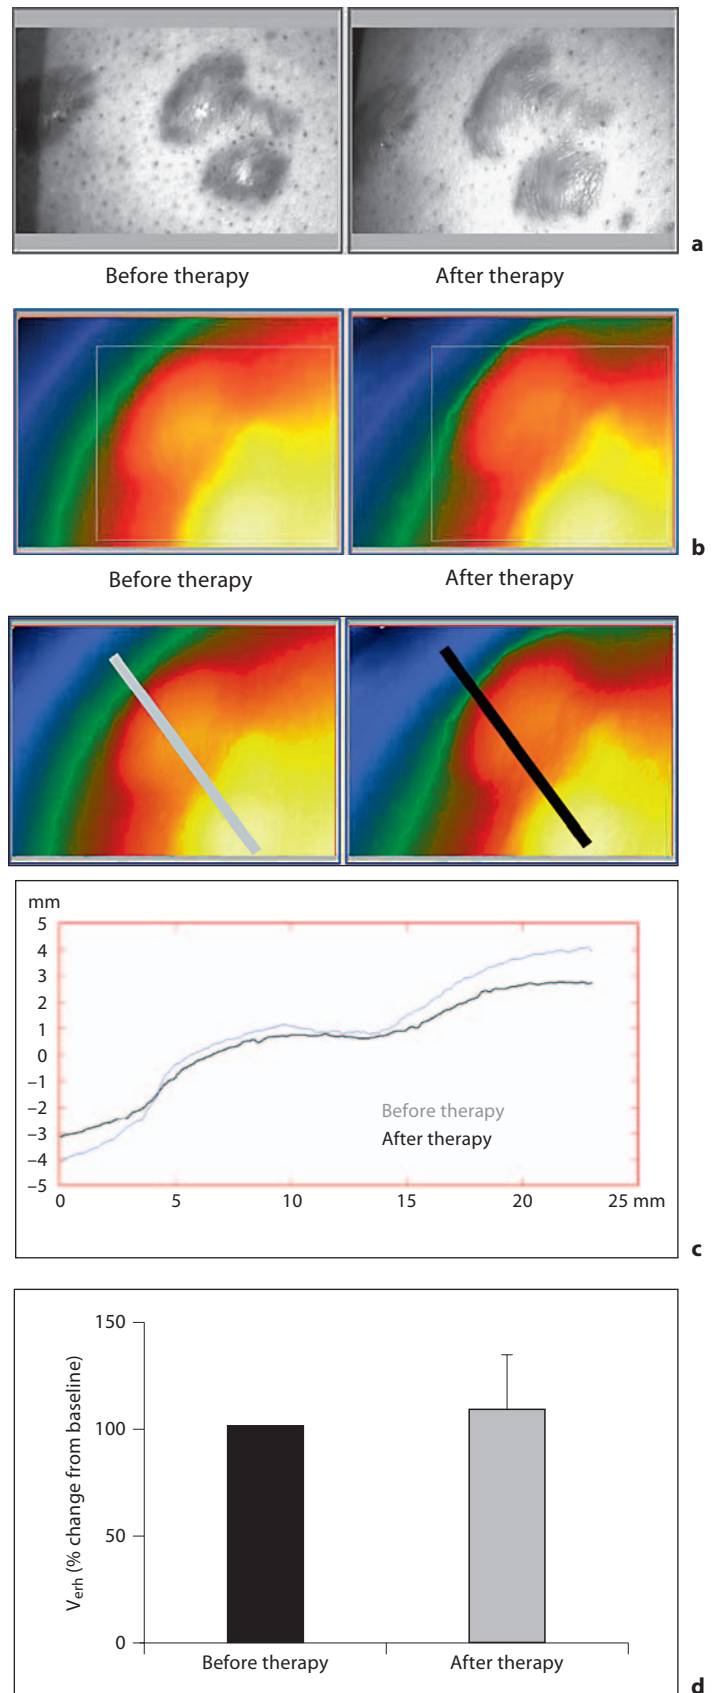 a
Before therapy After therapy
b
Before therapy After therapy
mm
5
4
3
2
1
0
–1
–2
–3
–4
–5
Before therapy
After therapy
0 5 10 15 20 25 mm
c
150
100
50
0
V_erh (% change from baseline)
Before therapy After therapy
d